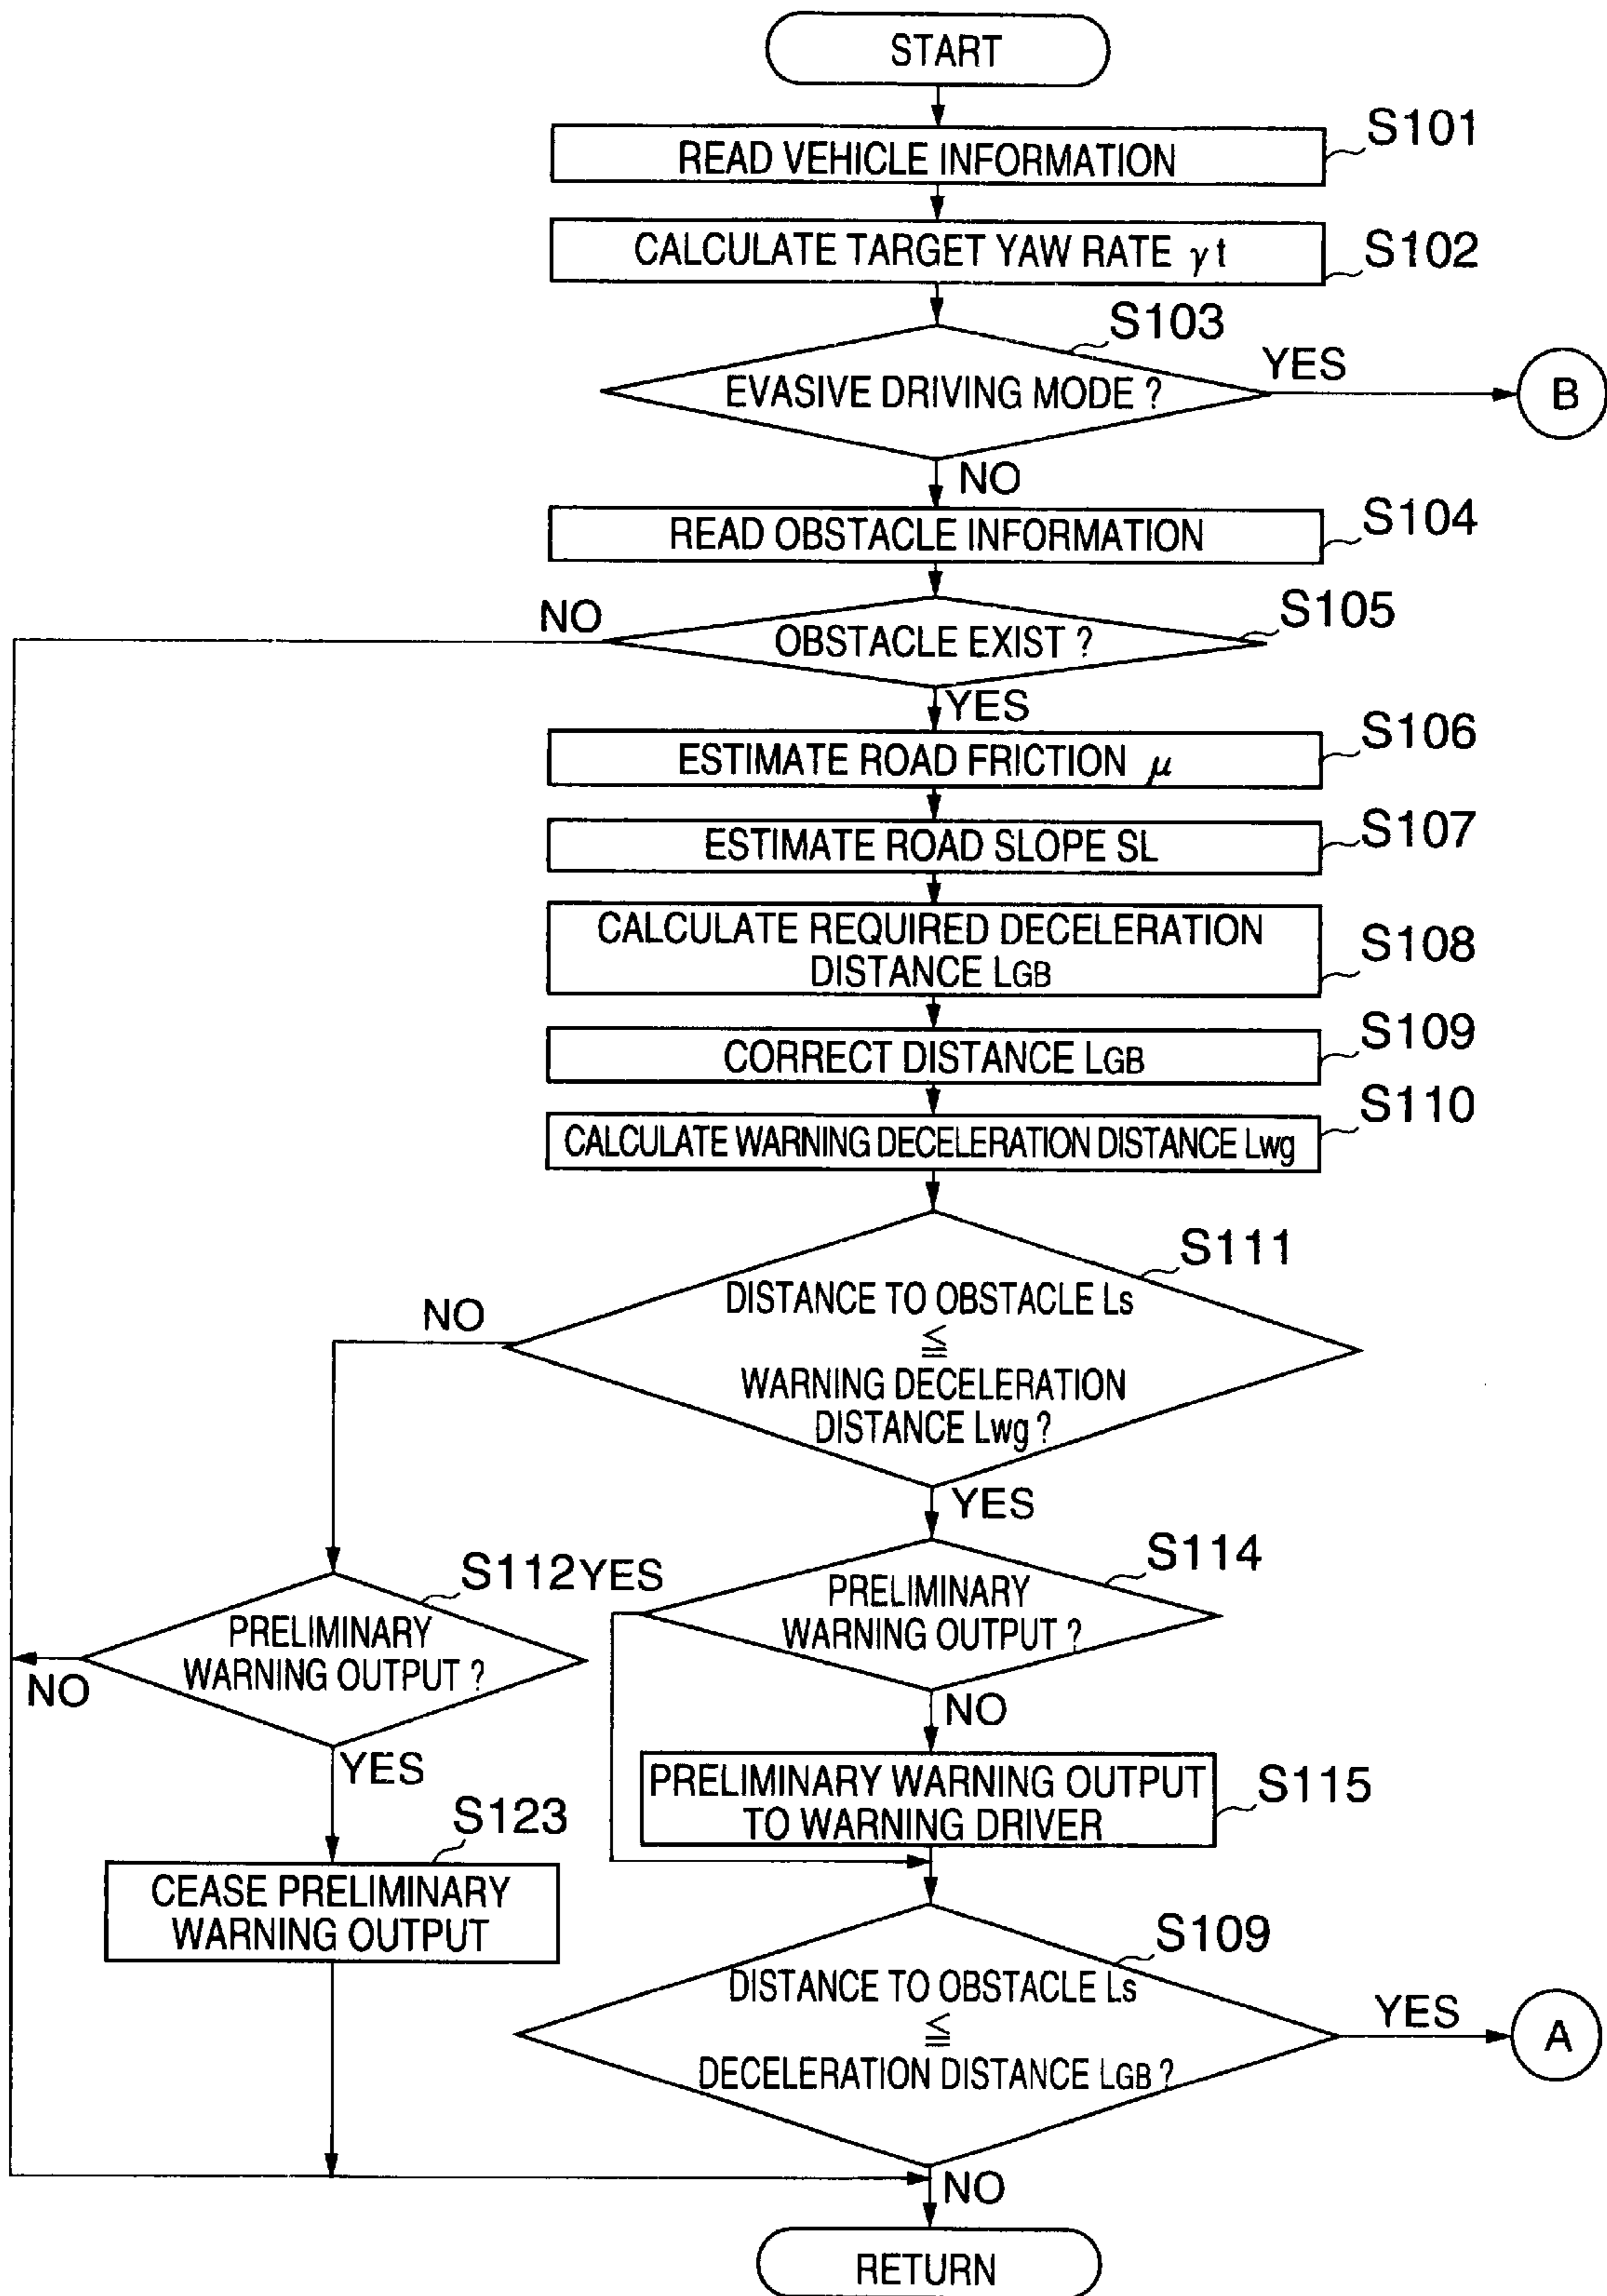 START
S101
READ VEHICLE INFORMATION
CALCULATE TARGET YAW RATE γt
S102
S103
EVASIVE DRIVING MODE ?
YES
B
NO
READ OBSTACLE INFORMATION
S104
NO
OBSTACLE EXIST ?
S105
YES
ESTIMATE ROAD FRICTION μ
S106
ESTIMATE ROAD SLOPE SL
S107
CALCULATE REQUIRED DECELERATION
DISTANCE LGB
S108
CORRECT DISTANCE LGB
S109
CALCULATE WARNING DECELERATION DISTANCE Lwg
S110
S111
NO
DISTANCE TO OBSTACLE Ls
≦
WARNING DECELERATION
DISTANCE Lwg ?
YES
S112
YES
S114
PRELIMINARY
WARNING OUTPUT ?
NO
PRELIMINARY
WARNING OUTPUT ?
NO
YES
PRELIMINARY WARNING OUTPUT
TO WARNING DRIVER
S115
S123
CEASE PRELIMINARY
WARNING OUTPUT
S109
DISTANCE TO OBSTACLE Ls
≦
DECELERATION DISTANCE LGB ?
YES
A
NO
RETURN